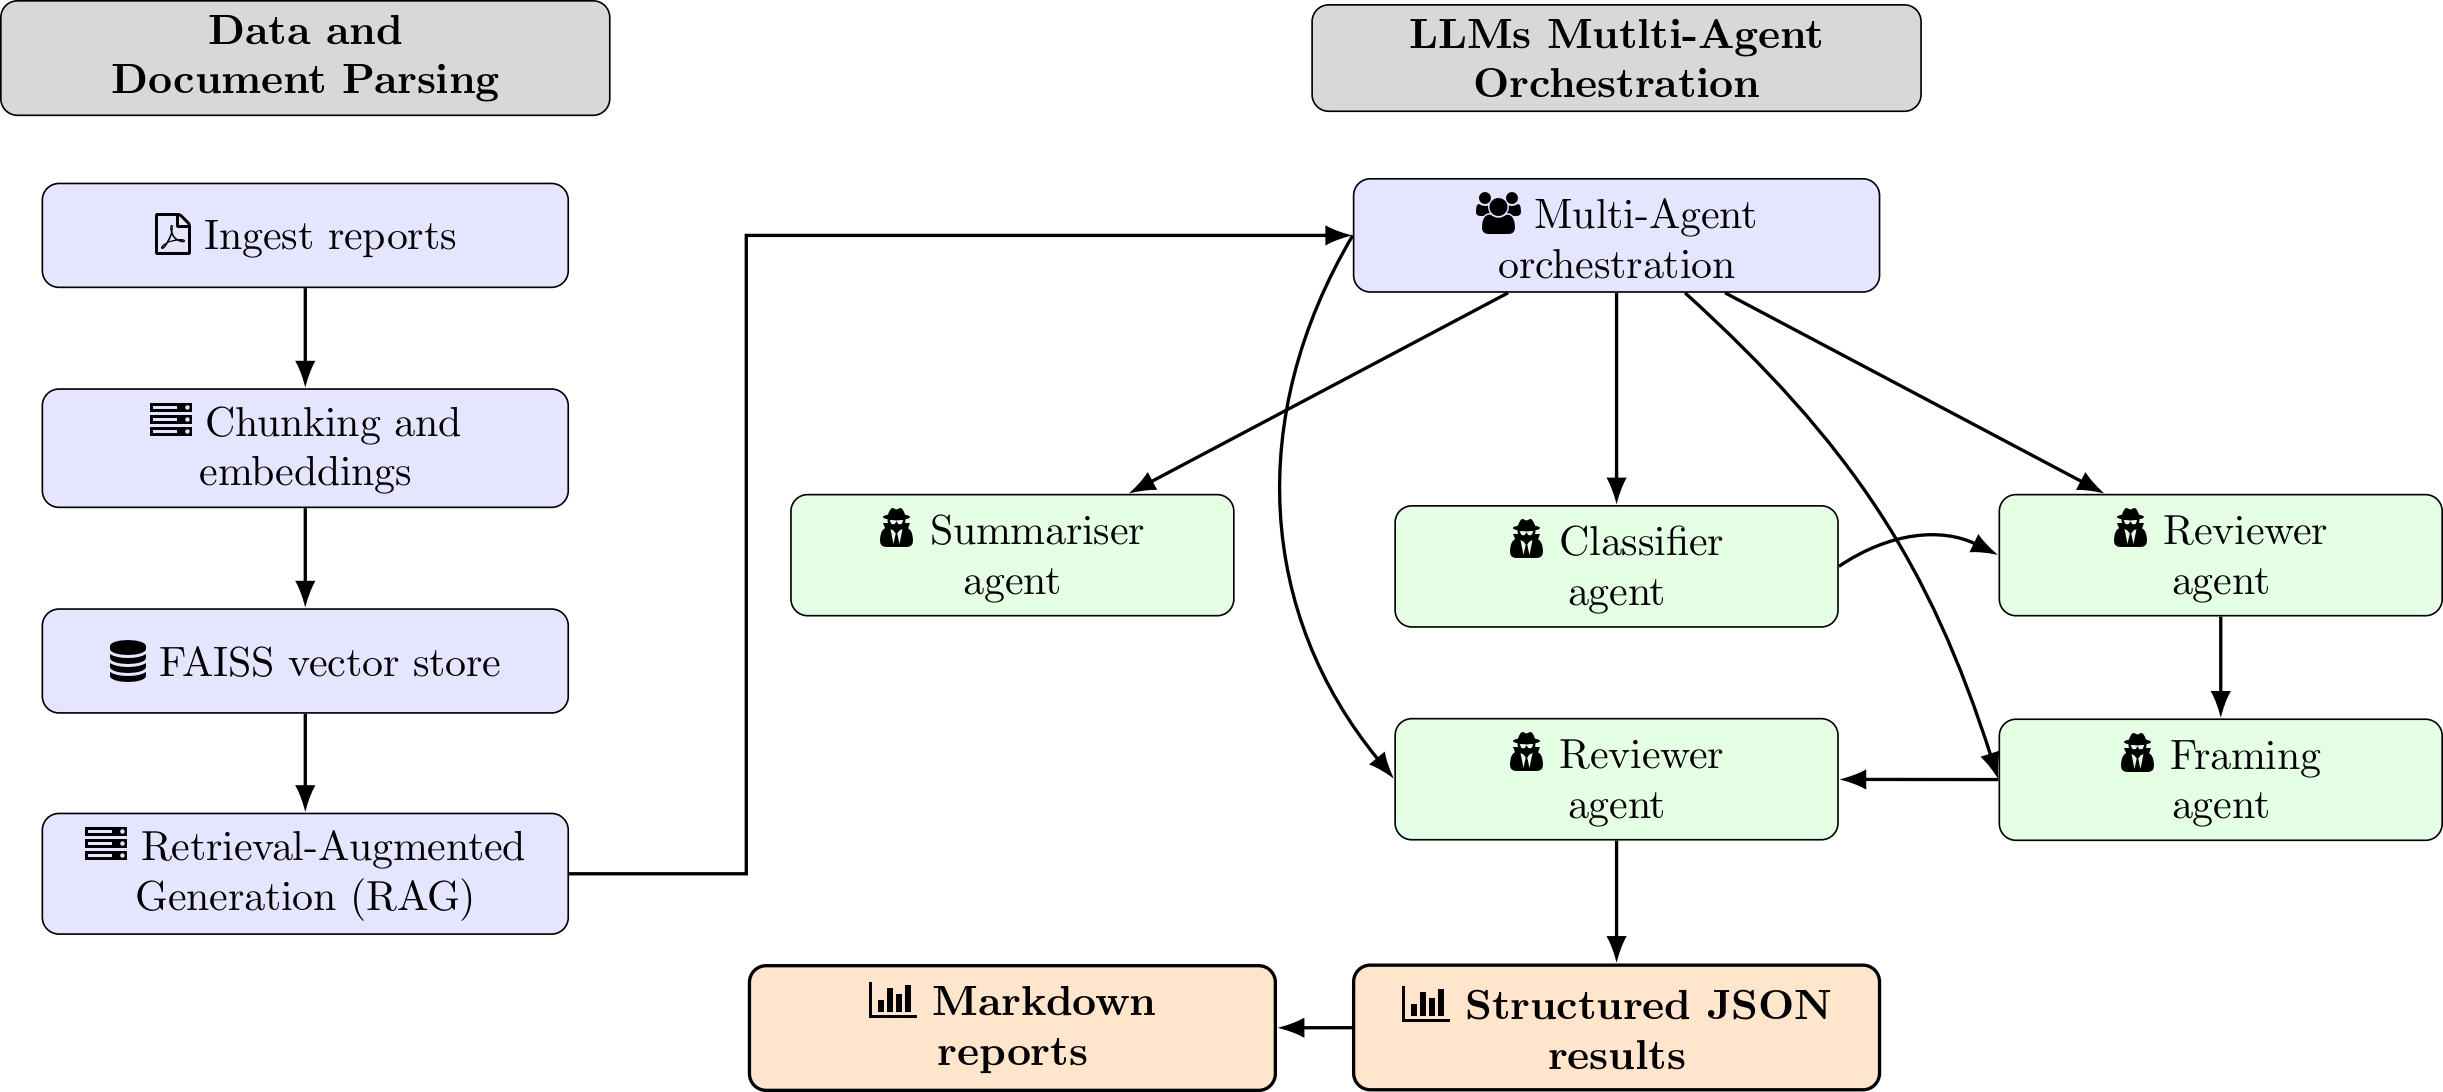 Data and
Document Parsing
Ingest reports
Chunking and
embeddings
FAISS vector store
Retrieval-Augmented
Generation (RAG)
LLMs Mutlti-Agent
Orchestration
Multi-Agent
orchestration
Summariser
agent
Classifier
agent
Reviewer
agent
Reviewer
agent
Framing
agent
Markdown
reports
Structured JSON
results